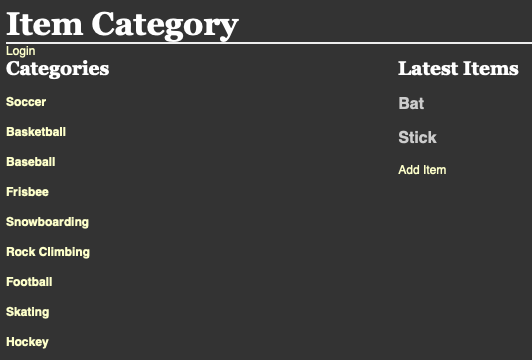 Item Category
Login
Categories
Soccer
Basketball
Baseball
Frisbee
Snowboarding
Rock Climbing
Football
Skating
Hockey
Latest Items
Bat
Stick
Add Item